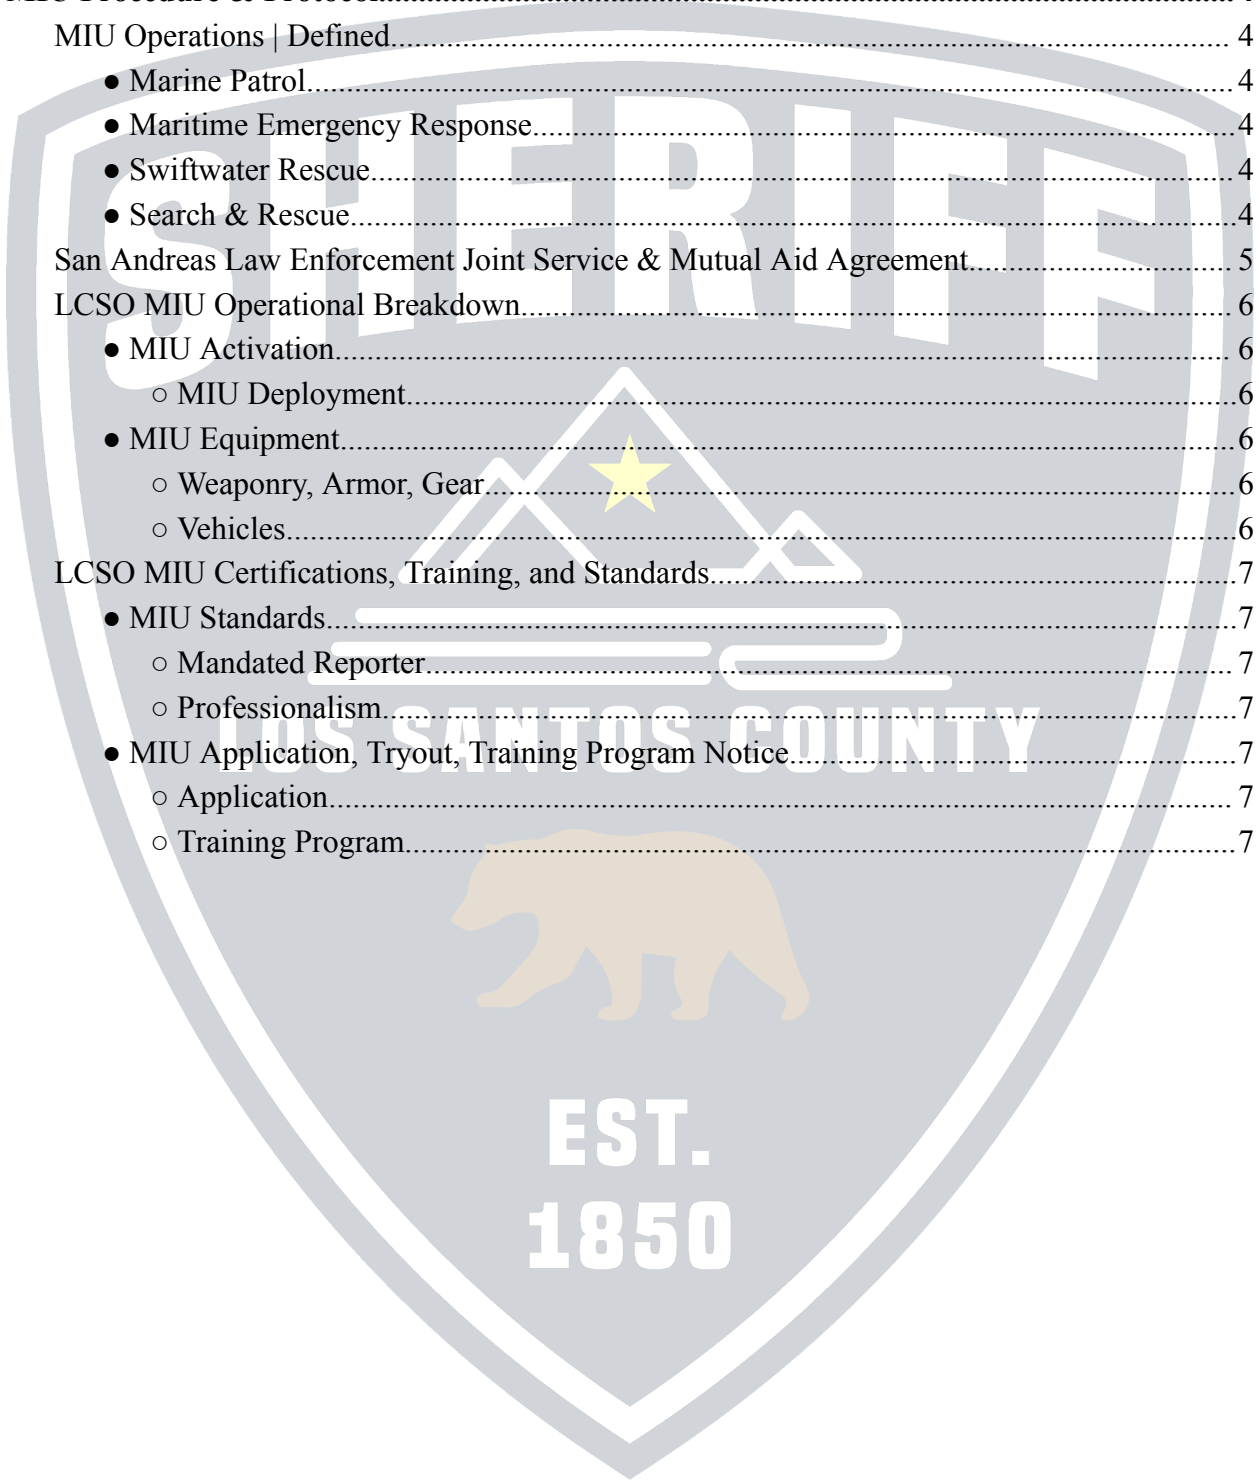 MIU Procedure & Protocol........ 4
MIU Operations | Defined........ 4
● Marine Patrol........ 4
● Maritime Emergency Response........ 4
● Swiftwater Rescue........ 4
● Search & Rescue........ 4
San Andreas Law Enforcement Joint Service & Mutual Aid Agreement........ 5
LCSO MIU Operational Breakdown........ 6
● MIU Activation........ 6
○ MIU Deployment........ 6
● MIU Equipment........ 6
○ Weaponry, Armor, Gear........ 6
○ Vehicles........ 6
LCSO MIU Certifications, Training, and Standards........ 7
● MIU Standards........ 7
○ Mandated Reporter........ 7
○ Professionalism........ 7
● MIU Application, Tryout, Training Program Notice........ 7
○ Application........ 7
○ Training Program........ 7
SHERIFF
LOS SANTOS COUNTY
EST.
1850